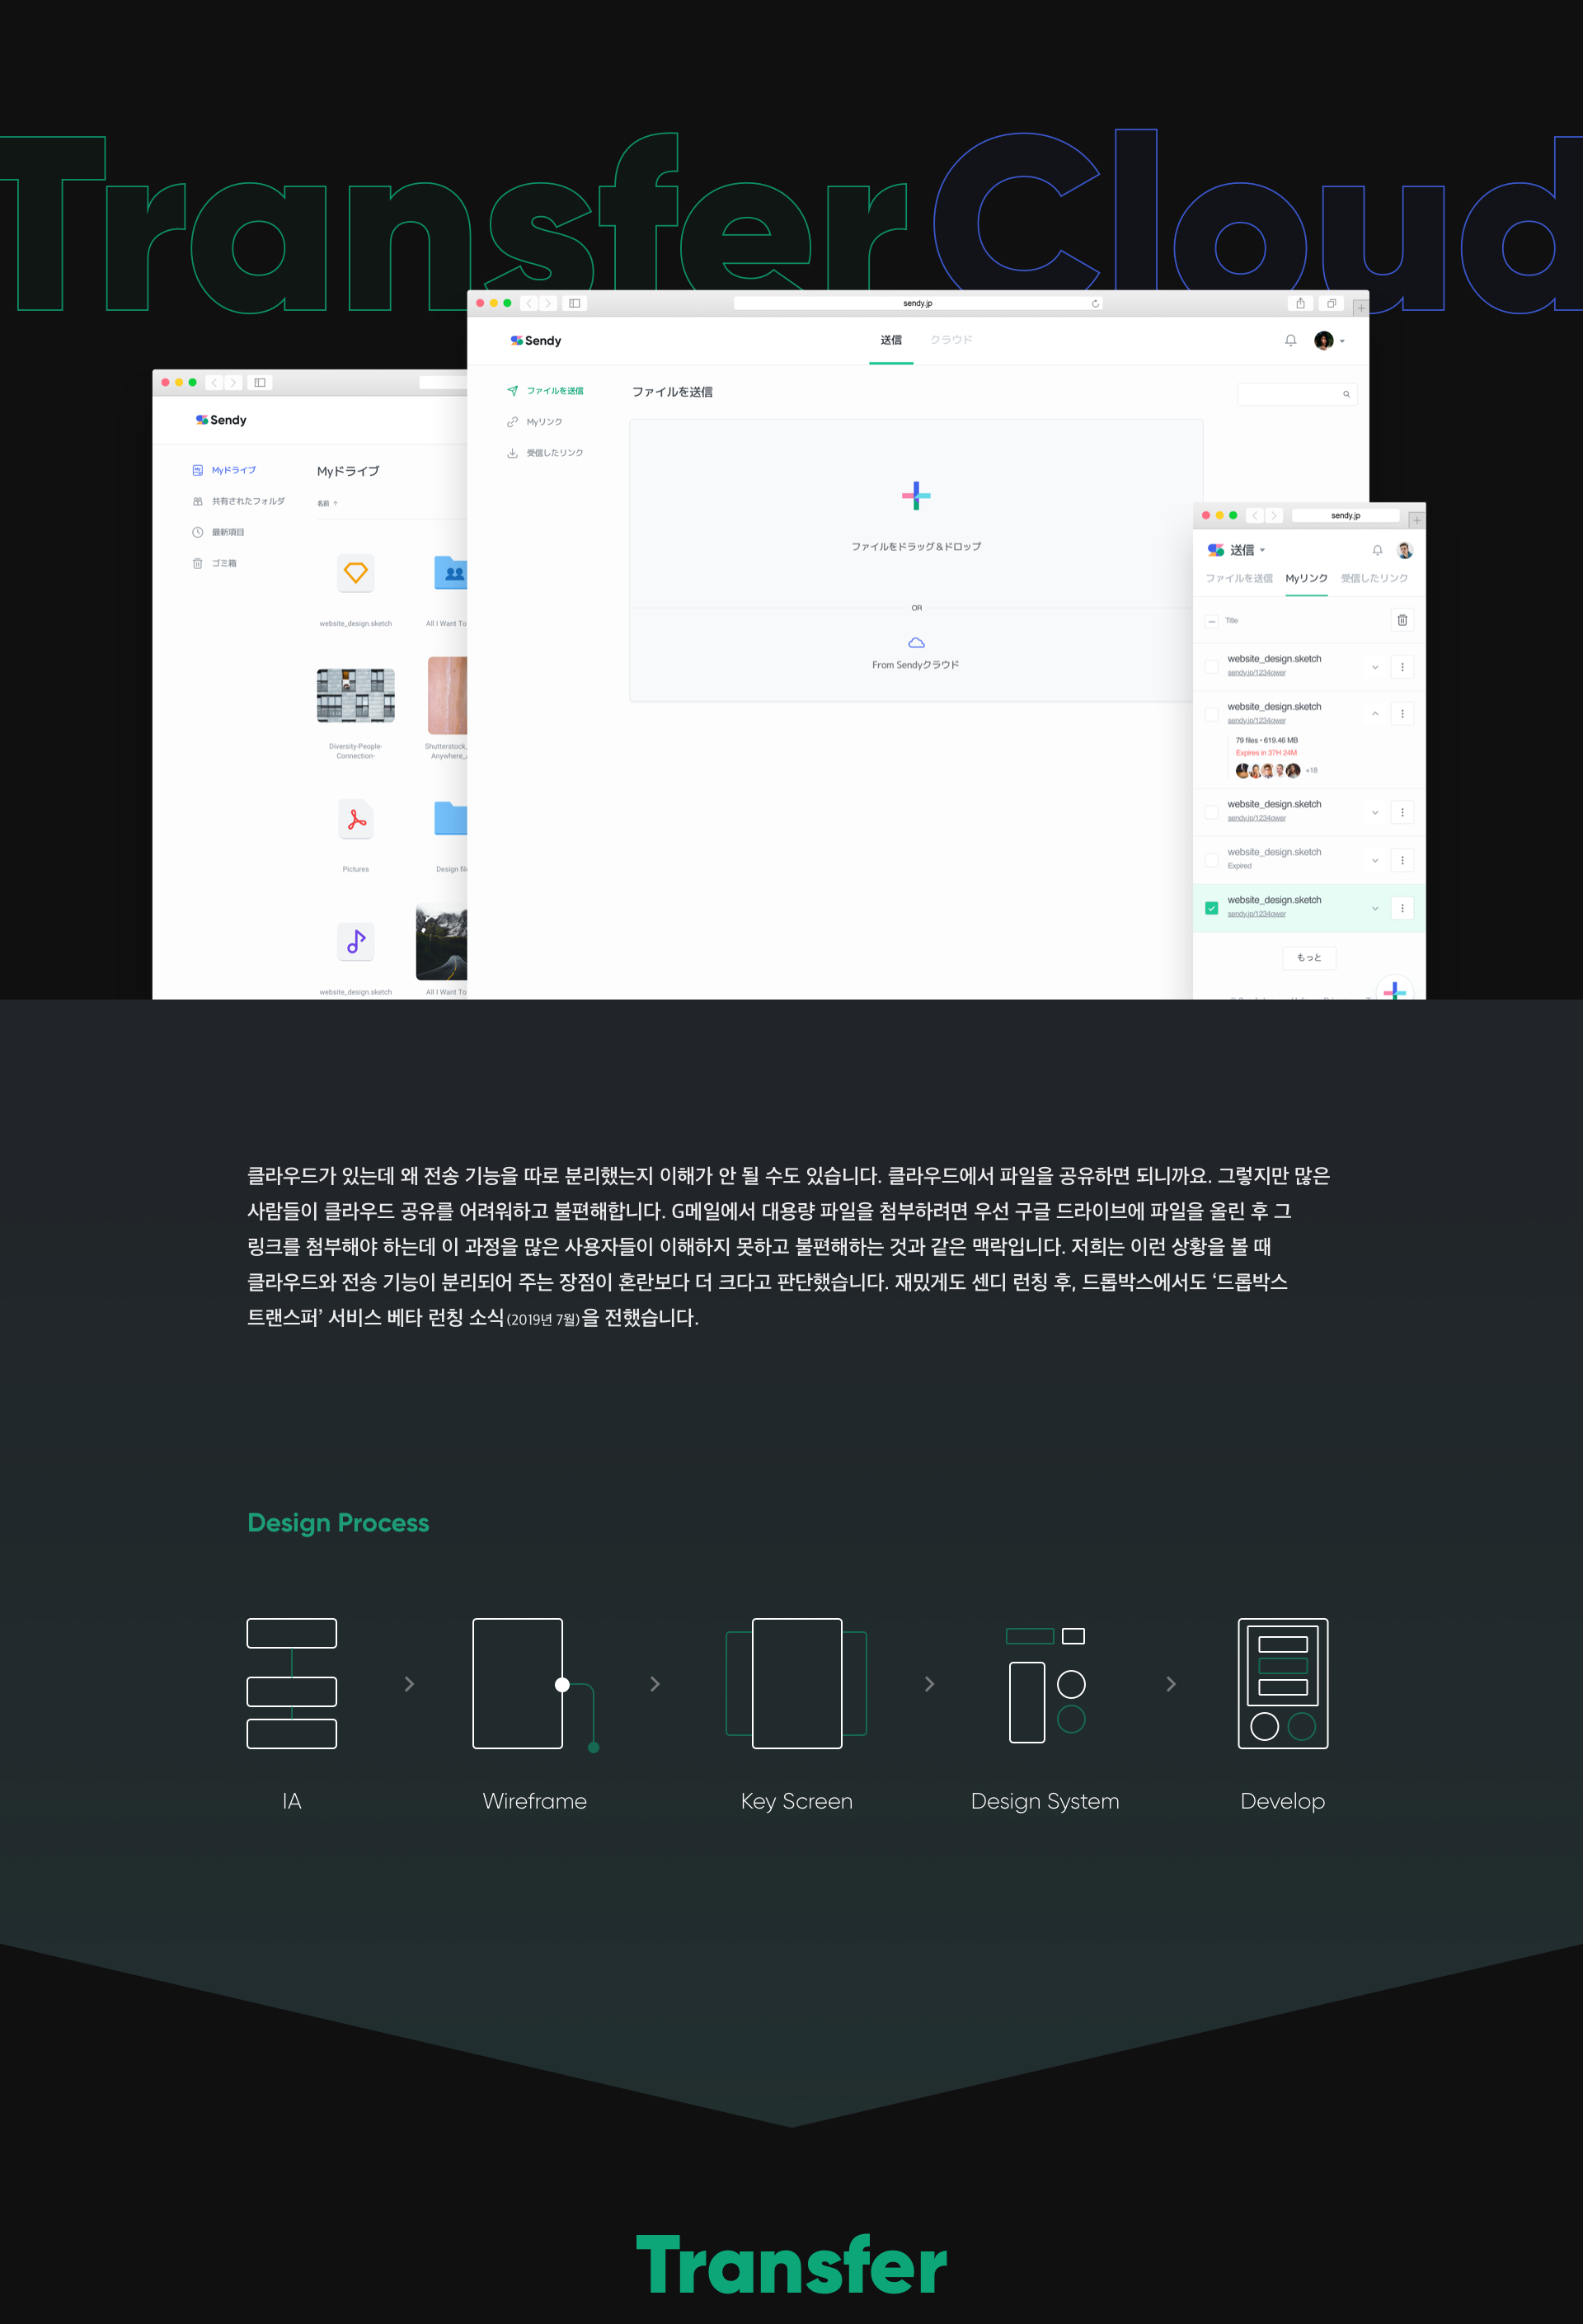 Transfer Cloud
sendy.jp
Sendy
送信
クラウド
ファイルを送信
Myリンク
受信したリンク
ファイルを送信
ファイルをドラッグ&ドロップ
OR
From Sendyクラウド
Sendy
Myドライブ
共有されたフォルダ
最新項目
ゴミ箱
Myドライブ
名前 ↑
website_design.sketch
All I Want To
Diversity-People-
Connection-
Shutterstock_
Anywhere_
Pictures
Design file
website_design.sketch
All I Want To
sendy.jp
送信
ファイルを送信 Myリンク 受信したリンク
Title
website_design.sketch
sendy.jp/1234qwer
website_design.sketch
sendy.jp/1234qwer
79 files • 619.46 MB
Expires in 37H 24M
+18
website_design.sketch
sendy.jp/1234qwer
website_design.sketch
Expired
website_design.sketch
sendy.jp/1234qwer
もっと
클라우드가 있는데 왜 전송 기능을 따로 분리했는지 이해가 안 될 수도 있습니다. 클라우드에서 파일을 공유하면 되니까요. 그렇지만 많은
사람들이 클라우드 공유를 어려워하고 불편해합니다. G메일에서 대용량 파일을 첨부하려면 우선 구글 드라이브에 파일을 올린 후 그
링크를 첨부해야 하는데 이 과정을 많은 사용자들이 이해하지 못하고 불편해하는 것과 같은 맥락입니다. 저희는 이런 상황을 볼 때
클라우드와 전송 기능이 분리되어 주는 장점이 혼란보다 더 크다고 판단했습니다. 재밌게도 센디 런칭 후, 드롭박스에서도 ‘드롭박스
트랜스퍼’ 서비스 베타 런칭 소식(2019년 7월)을 전했습니다.
Design Process
IA
Wireframe
Key Screen
Design System
Develop
Transfer